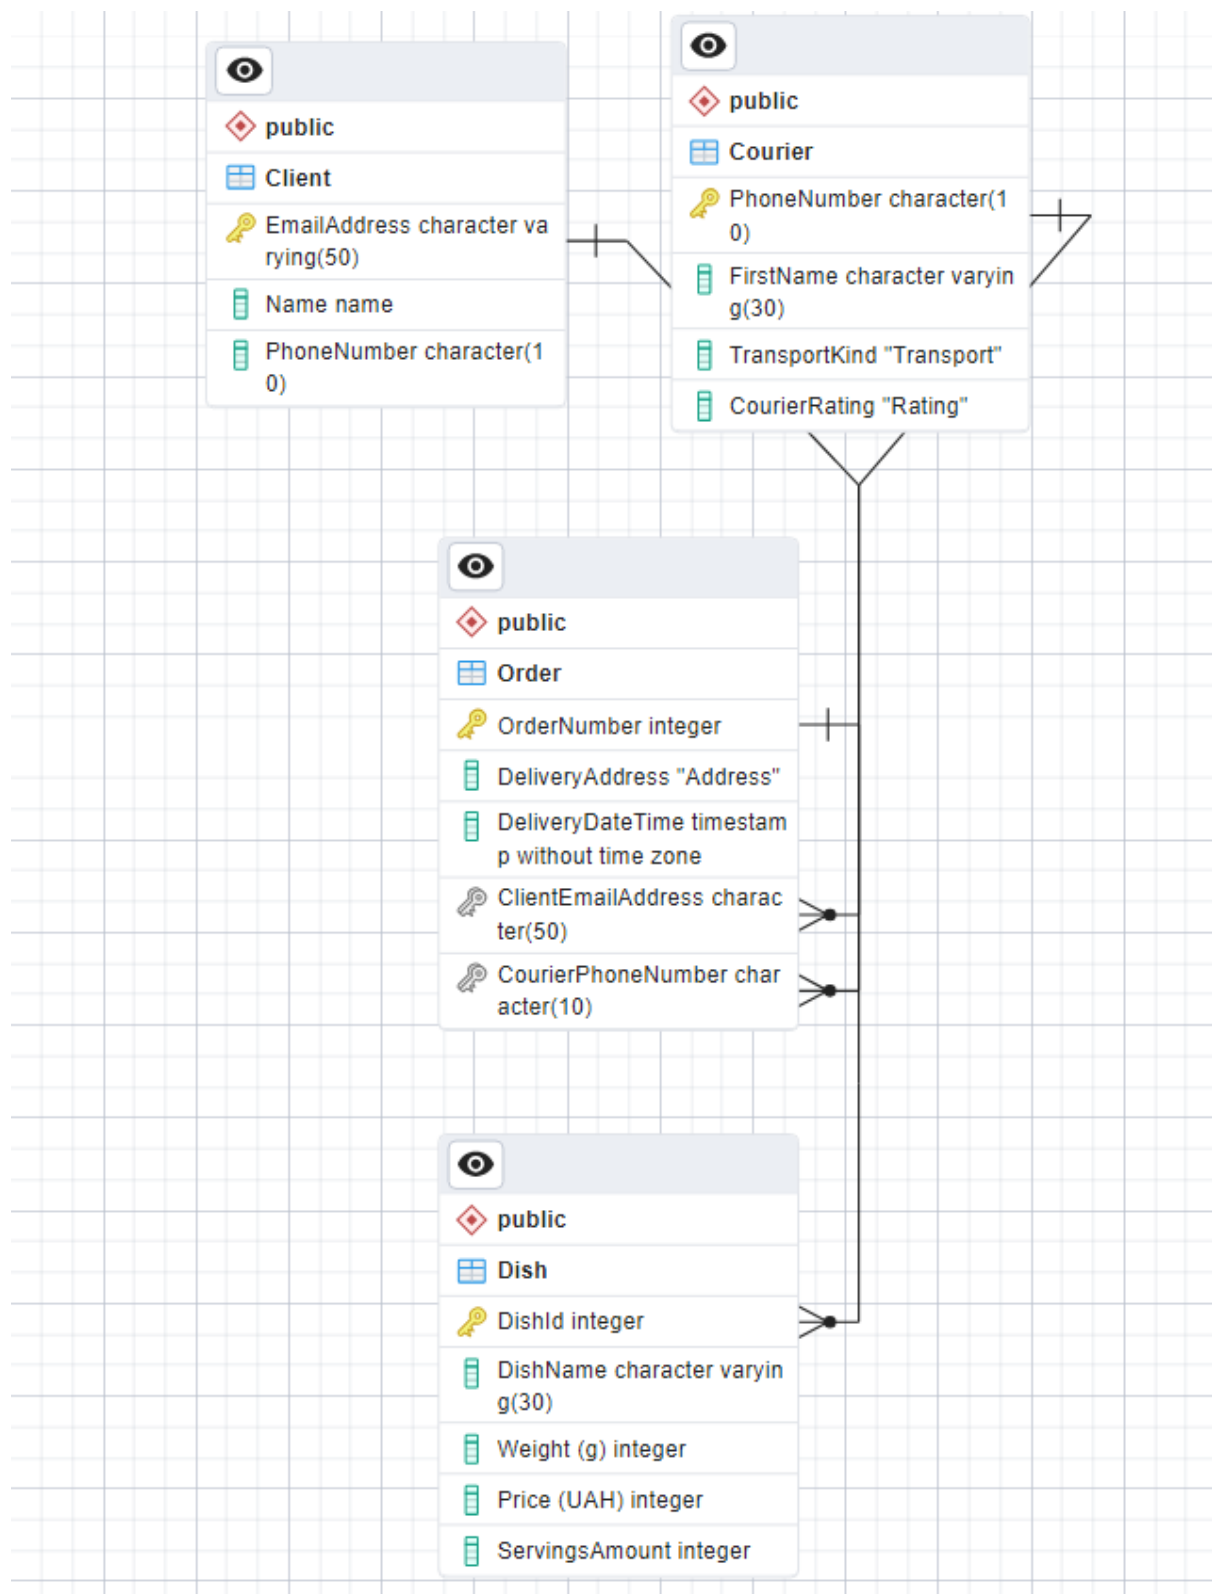 public
Client
EmailAddress character va
rying(50)
Name name
PhoneNumber character(1
0)
public
Courier
PhoneNumber character(1
0)
FirstName character varyin
g(30)
TransportKind "Transport"
CourierRating "Rating"
public
Order
OrderNumber integer
DeliveryAddress "Address"
DeliveryDateTime timestam
p without time zone
ClientEmailAddress charac
ter(50)
CourierPhoneNumber char
acter(10)
public
Dish
DishId integer
DishName character varyin
g(30)
Weight (g) integer
Price (UAH) integer
ServingsAmount integer